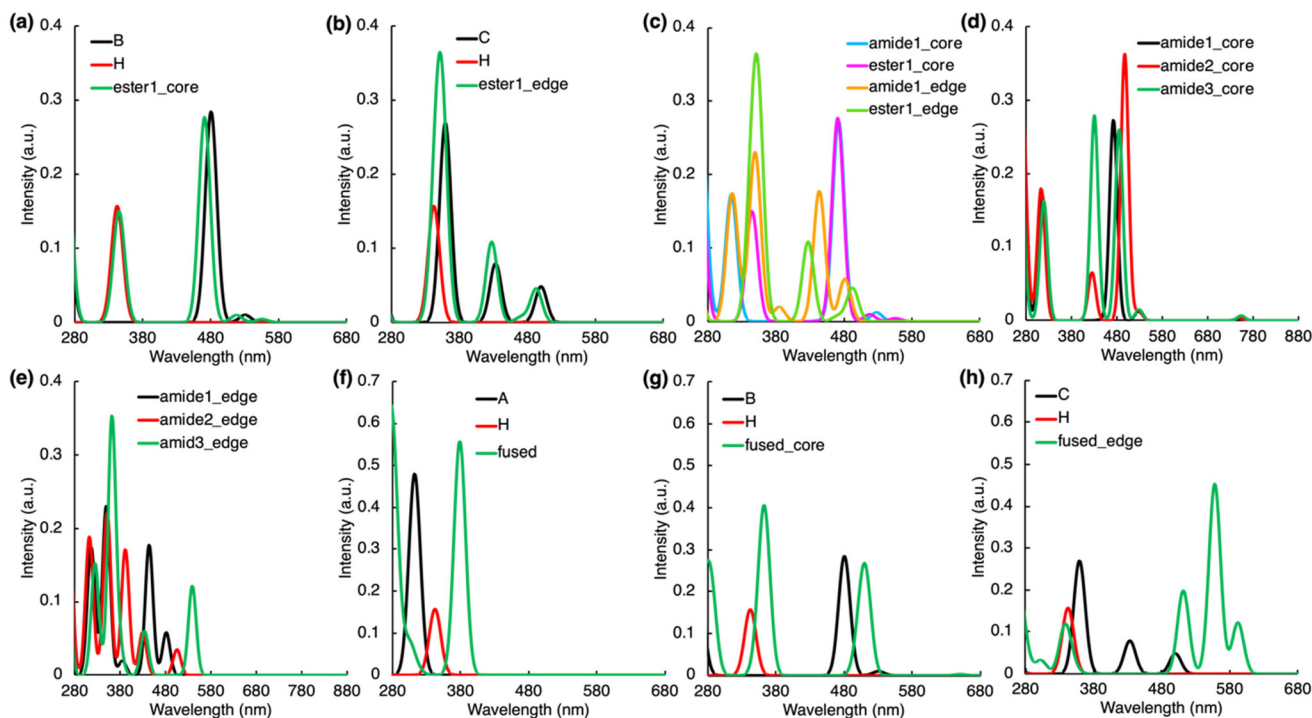 (a)
B
H
ester1_core
Intensity (a.u.)
0.4
0.3
0.2
0.1
0
280 380 480 580 680
Wavelength (nm)
(b)
C
H
ester1_edge
Intensity (a.u.)
0.4
0.3
0.2
0.1
0
280 380 480 580 680
Wavelength (nm)
(c)
amide1_core
ester1_core
amide1_edge
ester1_edge
Intensity (a.u.)
0.4
0.3
0.2
0.1
0
280 380 480 580 680
Wavelength (nm)
(d)
amide1_core
amide2_core
amide3_core
Intensity (a.u.)
0.4
0.3
0.2
0.1
0
280 380 480 580 680 780 880
Wavelength (nm)
(e)
amide1_edge
amide2_edge
amid3_edge
Intensity (a.u.)
0.4
0.3
0.2
0.1
0
280 380 480 580 680 780 880
Wavelength (nm)
(f)
A
H
fused
Intensity (a.u.)
0.7
0.6
0.5
0.4
0.3
0.2
0.1
0
280 380 480 580 680
Wavelength (nm)
(g)
B
H
fused_core
Intensity (a.u.)
0.7
0.6
0.5
0.4
0.3
0.2
0.1
0
280 380 480 580 680
Wavelength (nm)
(h)
C
H
fused_edge
Intensity (a.u.)
0.7
0.6
0.5
0.4
0.3
0.2
0.1
0
280 380 480 580 680
Wavelength (nm)